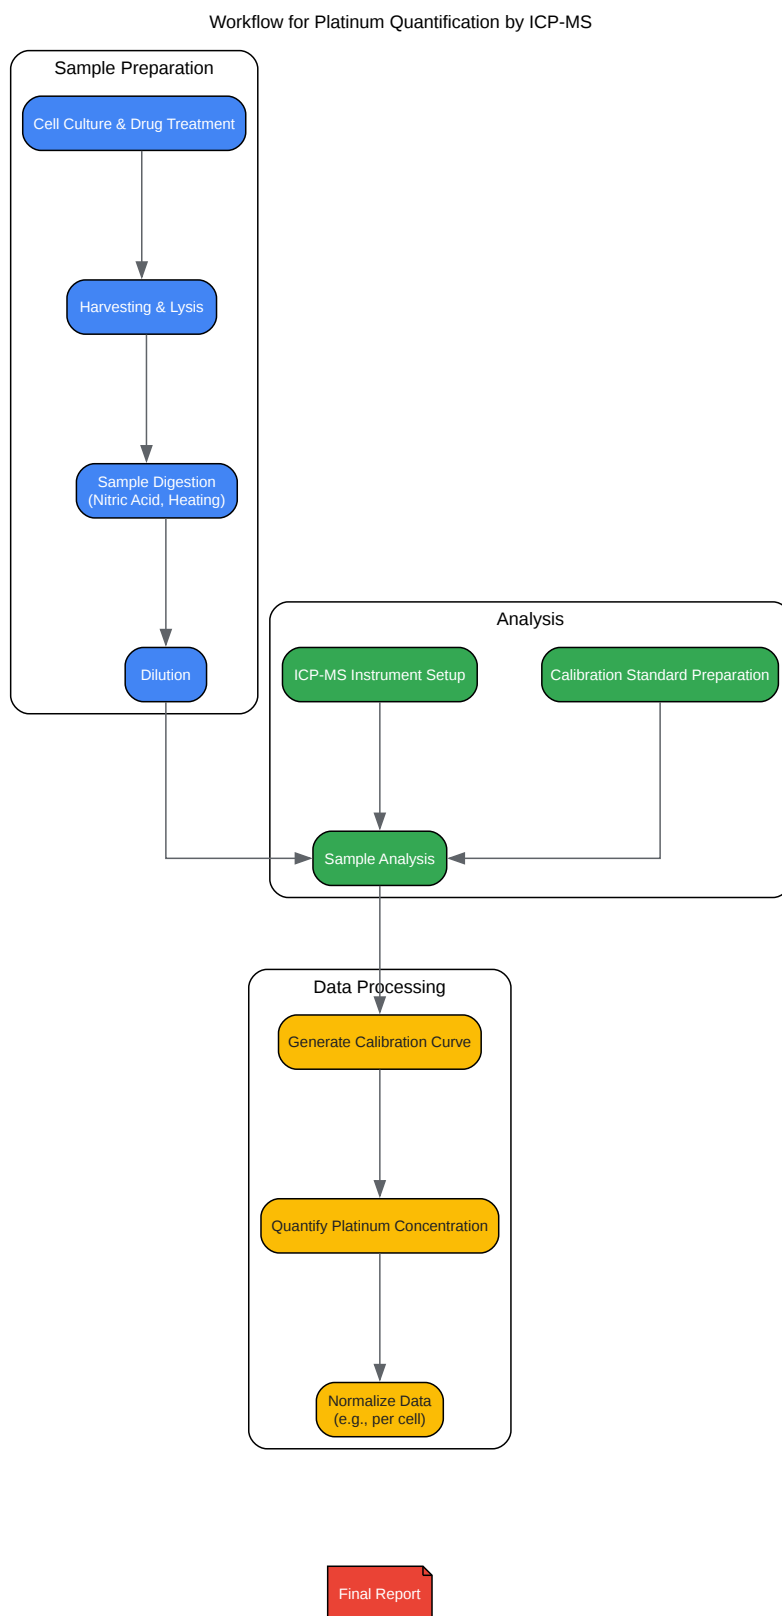 Workflow for Platinum Quantification by ICP-MS
Sample Preparation
Cell Culture & Drug Treatment
Harvesting & Lysis
Sample Digestion
(Nitric Acid, Heating)
Dilution
Analysis
ICP-MS Instrument Setup
Calibration Standard Preparation
Sample Analysis
Data Processing
Generate Calibration Curve
Quantify Platinum Concentration
Normalize Data
(e.g., per cell)
Final Report